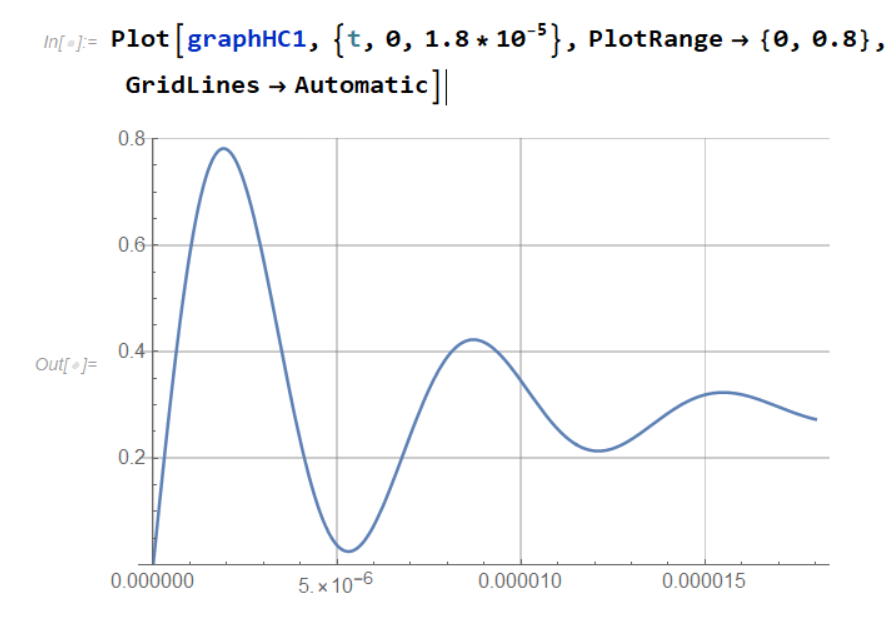 In[ ]:= Plot[graphHC1, {t, 0, 1.8 * 10⁻⁵}, PlotRange → {0, 0.8},
GridLines → Automatic]
0.8
0.6
0.4
Out[ ]=
0.2
0.000000 5.×10⁻⁶ 0.000010 0.000015